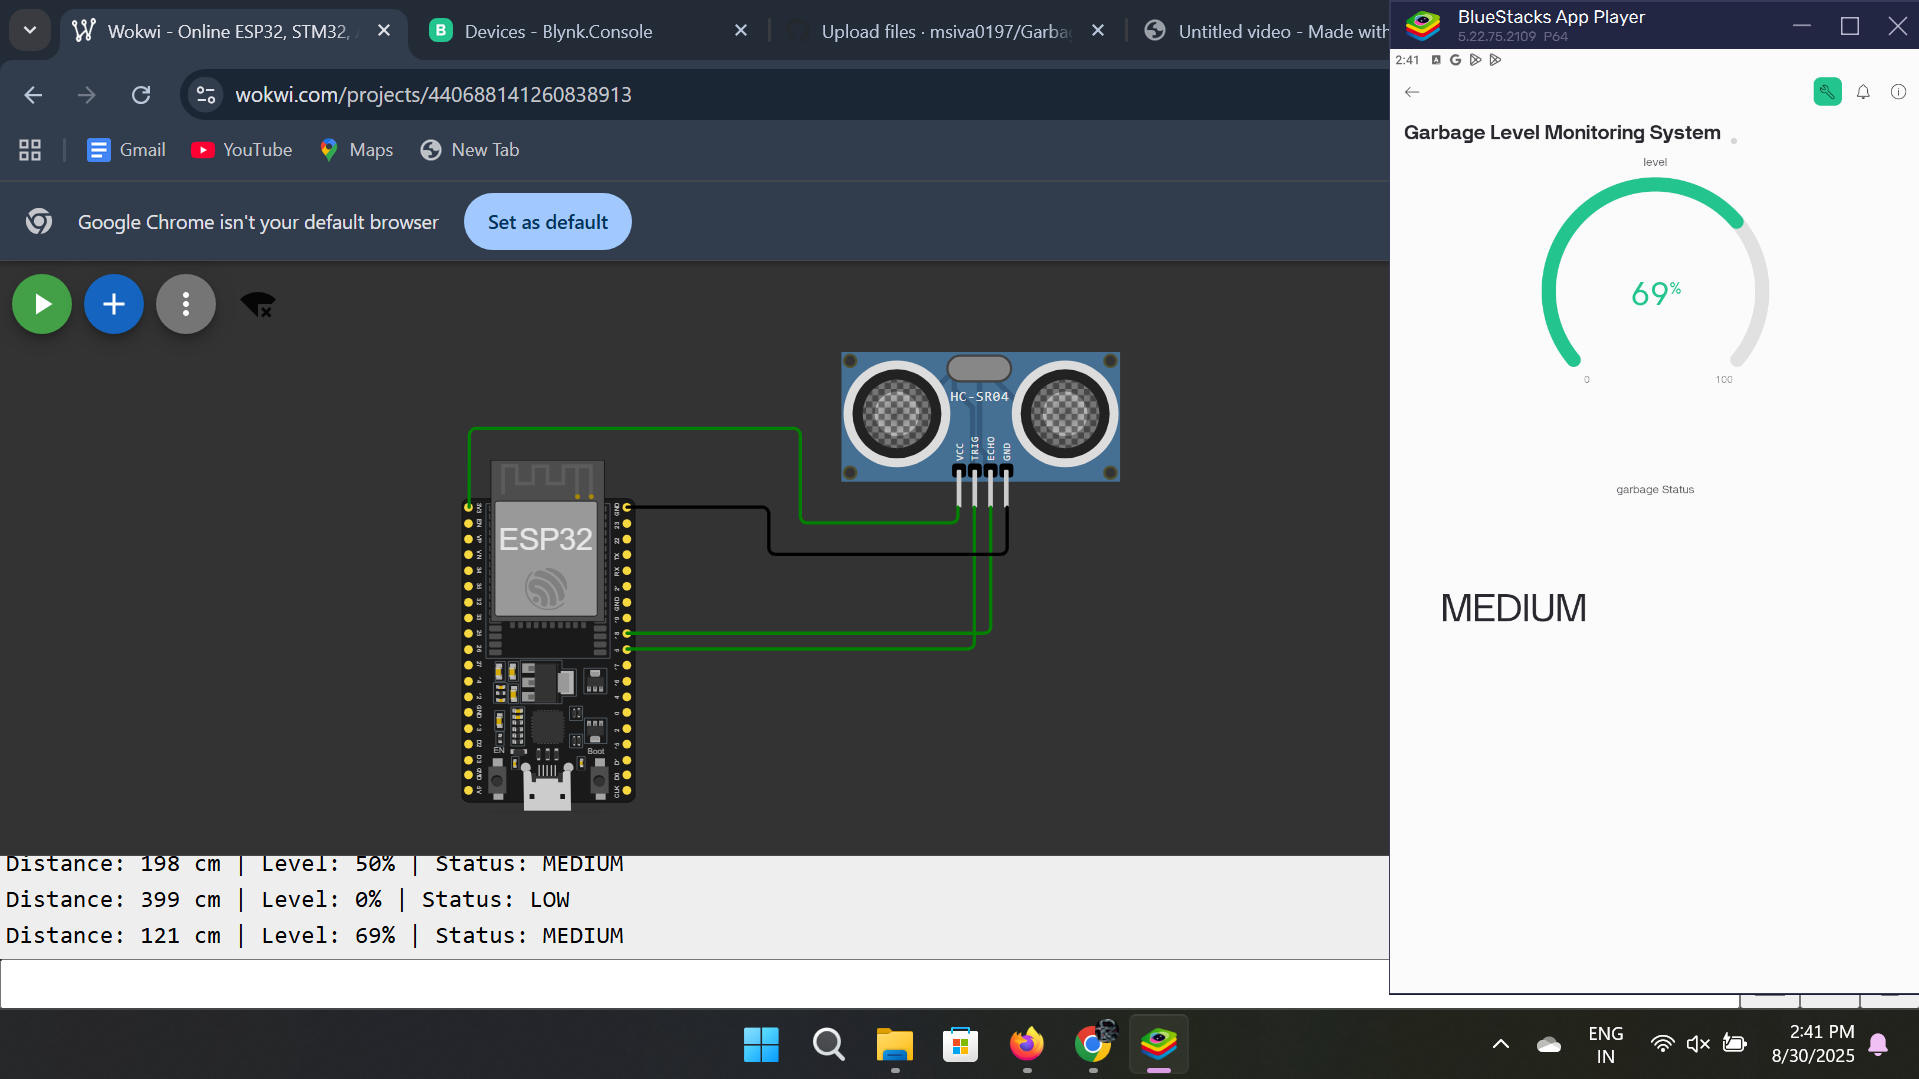 Wokwi - Online ESP32, STM32,
Devices - Blynk.Console
Upload files · msiva0197/Garba
Untitled video - Made with
wokwi.com/projects/440688141260838913
Gmail
YouTube
Maps
New Tab
Google Chrome isn't your default browser
Set as default
HC-SR04
VCC
TRIG
ECHO
GND
ESP32
EN
Boot
Distance: 198 cm | Level: 50% | Status: MEDIUM
Distance: 399 cm | Level: 0% | Status: LOW
Distance: 121 cm | Level: 69% | Status: MEDIUM
BlueStacks App Player
5.22.75.2109 P64
2:41
Garbage Level Monitoring System
level
69%
0
100
garbage Status
MEDIUM
ENG
IN
2:41 PM
8/30/2025